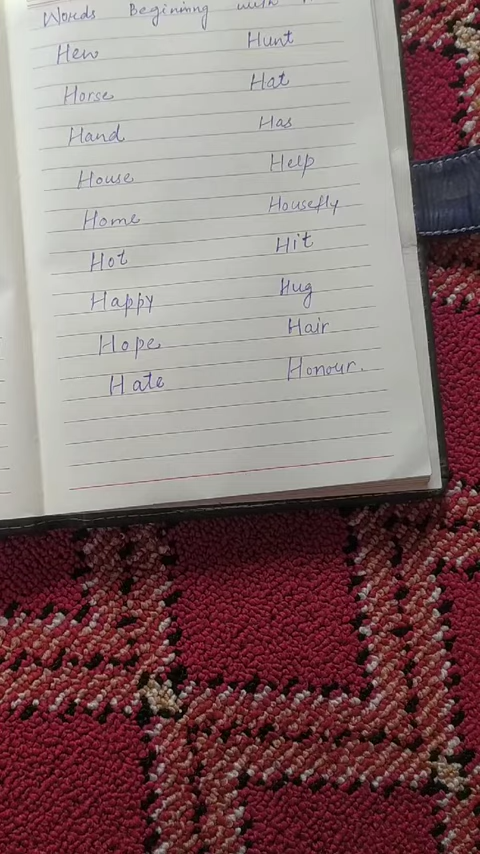 Words Beginning with
Hen Hunt
Horse Hat
Hand Has
House Help
Home Housefly
Hot Hit
Happy Hug
Hope Hair
Hate Honour.